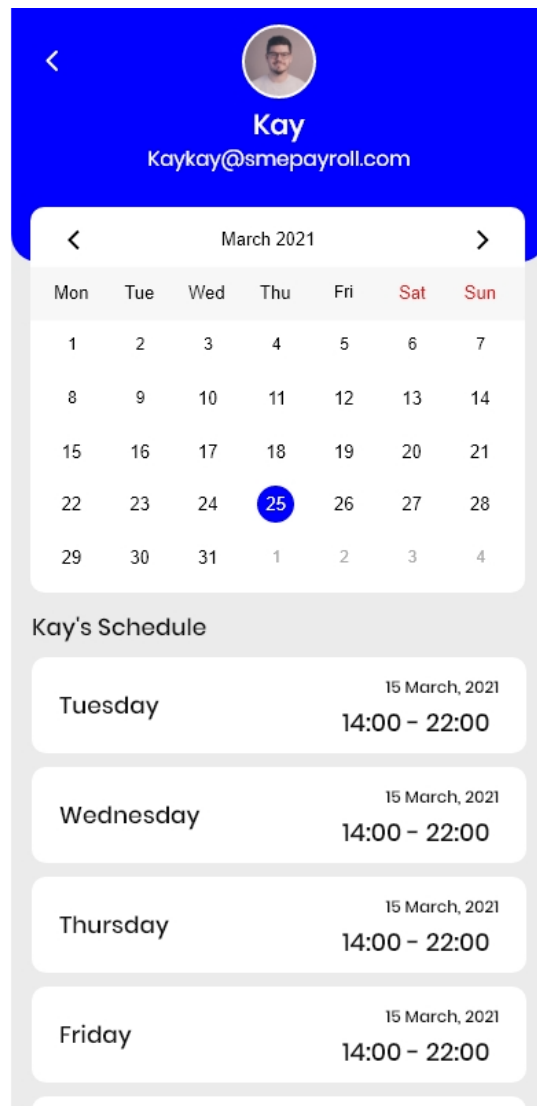 Kay
Kaykay@smepayroll.com
March 2021
Mon Tue Wed Thu Fri Sat Sun
1 2 3 4 5 6 7
8 9 10 11 12 13 14
15 16 17 18 19 20 21
22 23 24 25 26 27 28
29 30 31 1 2 3 4
Kay's Schedule
15 March, 2021
Tuesday
14:00 - 22:00
15 March, 2021
Wednesday
14:00 - 22:00
15 March, 2021
Thursday
14:00 - 22:00
15 March, 2021
Friday
14:00 - 22:00